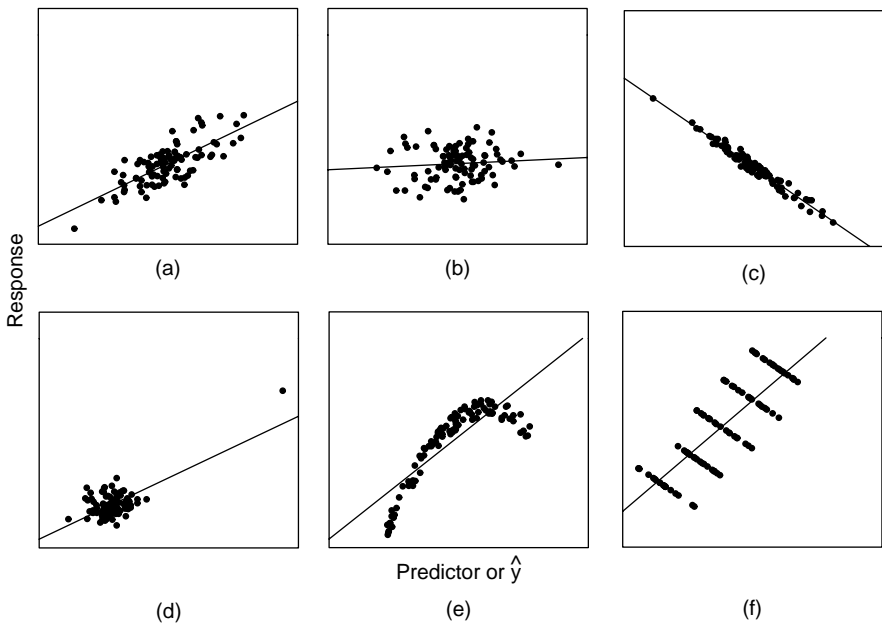 Response
(a)
(b)
(c)
Predictor or ŷ
(d)
(e)
(f)